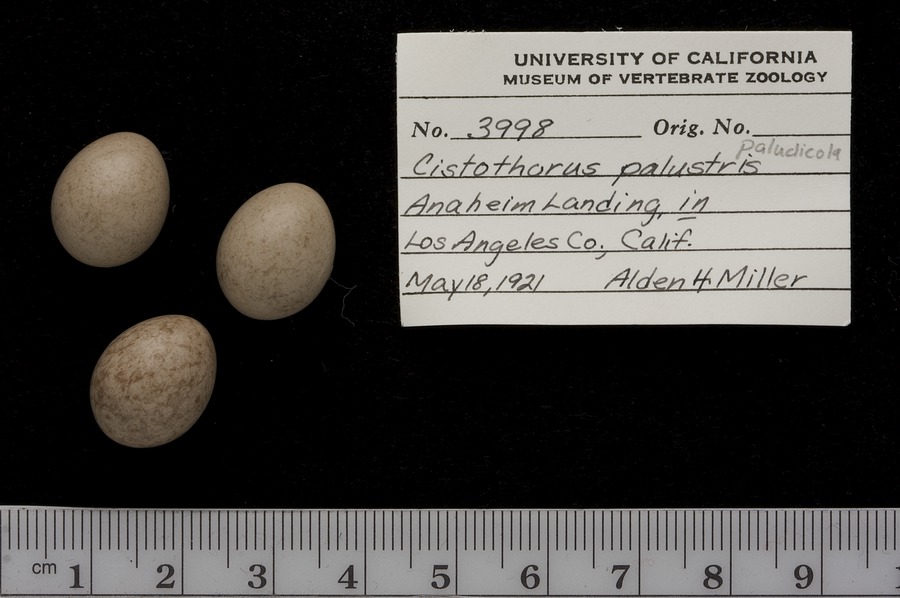 UNIVERSITY OF CALIFORNIA
MUSEUM OF VERTEBRATE ZOOLOGY
No. 3998 Orig. No.
paludicola
Cistothorus palustris
Anaheim Landing, in
Los Angeles Co., Calif.
May 18, 1921 Alden H. Miller
cm 1 2 3 4 5 6 7 8 9 1